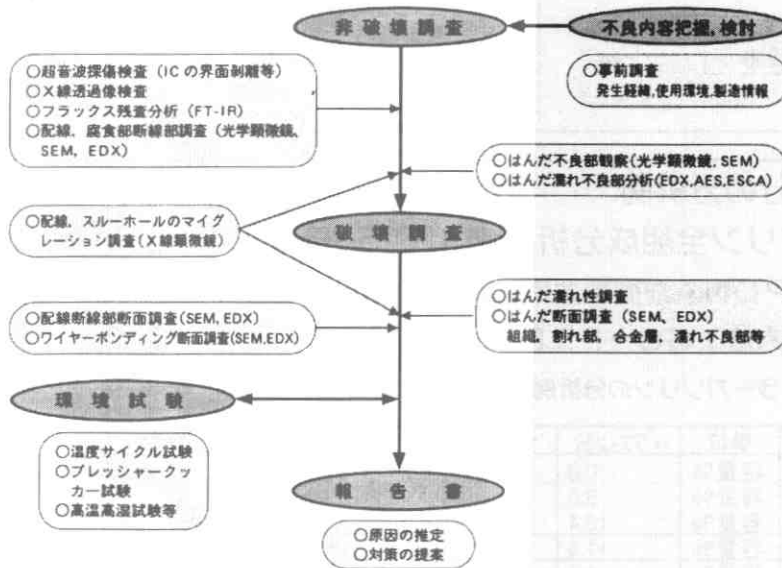 非破壊調査
不良内容把握,検討
○超音波探傷検査(ICの界面剥離等)
○X線透過像検査
○フラックス残査分析(FT-IR)
○配線,腐食部断線部調査(光学顕微鏡,
SEM, EDX)
○事前調査
発生経緯,使用環境,製造情報
○はんだ不良部観察(光学顕微鏡,SEM)
○はんだ濡れ不良部分析(EDX,AES,ESCA)
○配線,スルーホールのマイグ
レーション調査(X線顕微鏡)
破壊調査
○はんだ濡れ性調査
○はんだ断面調査(SEM, EDX)
組織,割れ部,合金層,濡れ不良部等
○配線断線部断面調査(SEM, EDX)
○ワイヤーボンディング断面調査(SEM,EDX)
環境試験
○温度サイクル試験
○プレッシャークッ
カー試験
○高温高湿試験等
報告書
○原因の推定
○対策の提案